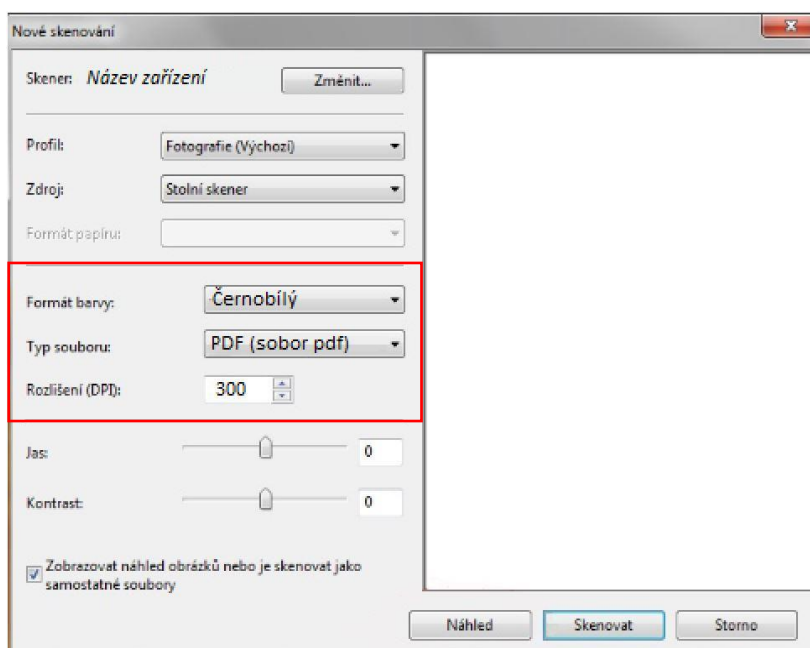 Nové skenování
Skener: Název zařízení Změnit...
Profil: Fotografie (Výchozí)
Zdroj: Stolní skener
Formát papíru:
Formát barvy: Černobílý
Typ souboru: PDF (sobor pdf)
Rozlišení (DPI): 300
Jas: 0
Kontrast: 0
Zobrazovat náhled obrázků nebo je skenovat jako
samostatné soubory
Náhled Skenovat Storno